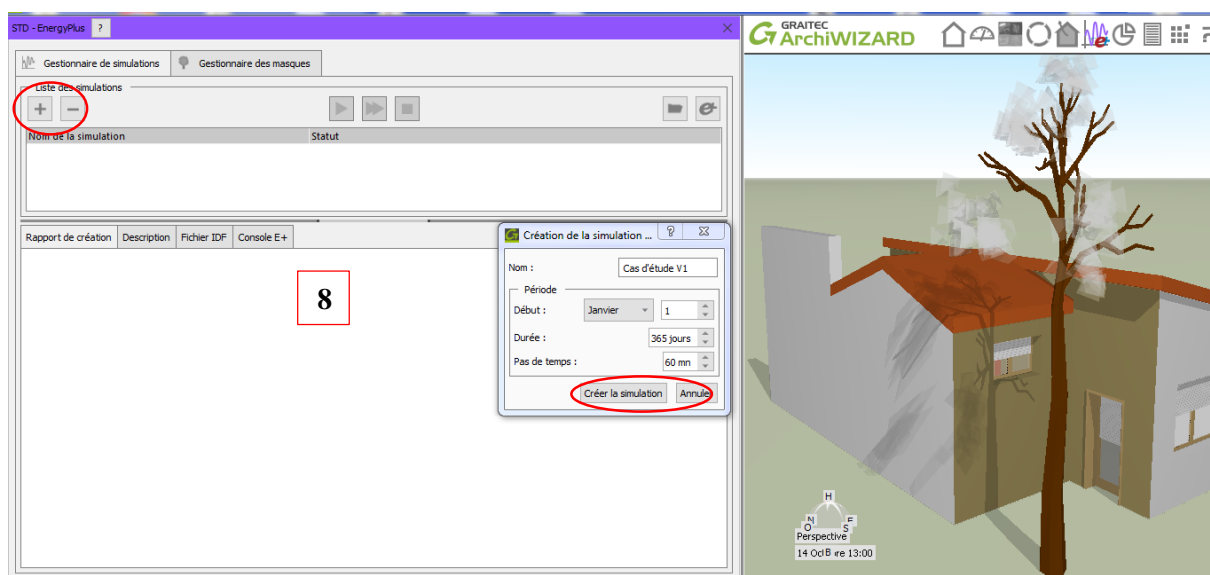 STD - EnergyPlus ?
Gestionnaire de simulations
Gestionnaire des masques
Liste des simulations
Nom de la simulation
Statut
Rapport de création
Description
Fichier IDF
Console E+
8
Création de la simulation ...
Nom :
Cas d'étude V1
Période
Début :
Janvier
1
Durée :
365 jours
Pas de temps :
60 mn
Créer la simulation
Annuler
GRAITEC
ArchiWIZARD
H
N
E
O
S
Perspective
14 Oct
13:00